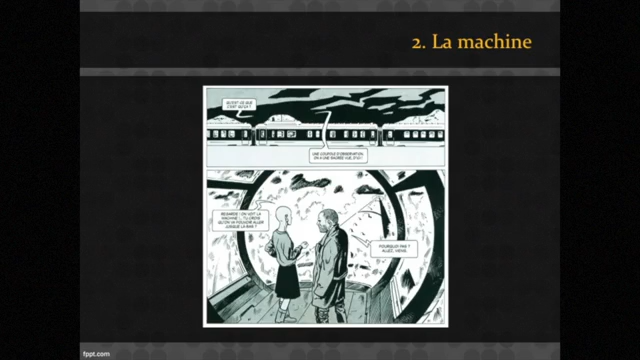 2. La machine
QU'EST-CE QUE
C'EST QU'ÇA ?
UNE COUPOLE D'OBSERVATION.
ON A UNE SACRÉE VUE, D'ICI !
REGARDE ! ON VOIT LA
MACHINE !... TU CROIS
QU'ON VA POUVOIR ALLER
JUSQUE LÀ-BAS ?
POURQUOI PAS ?
ALLEZ, VIENS.
fppt.com